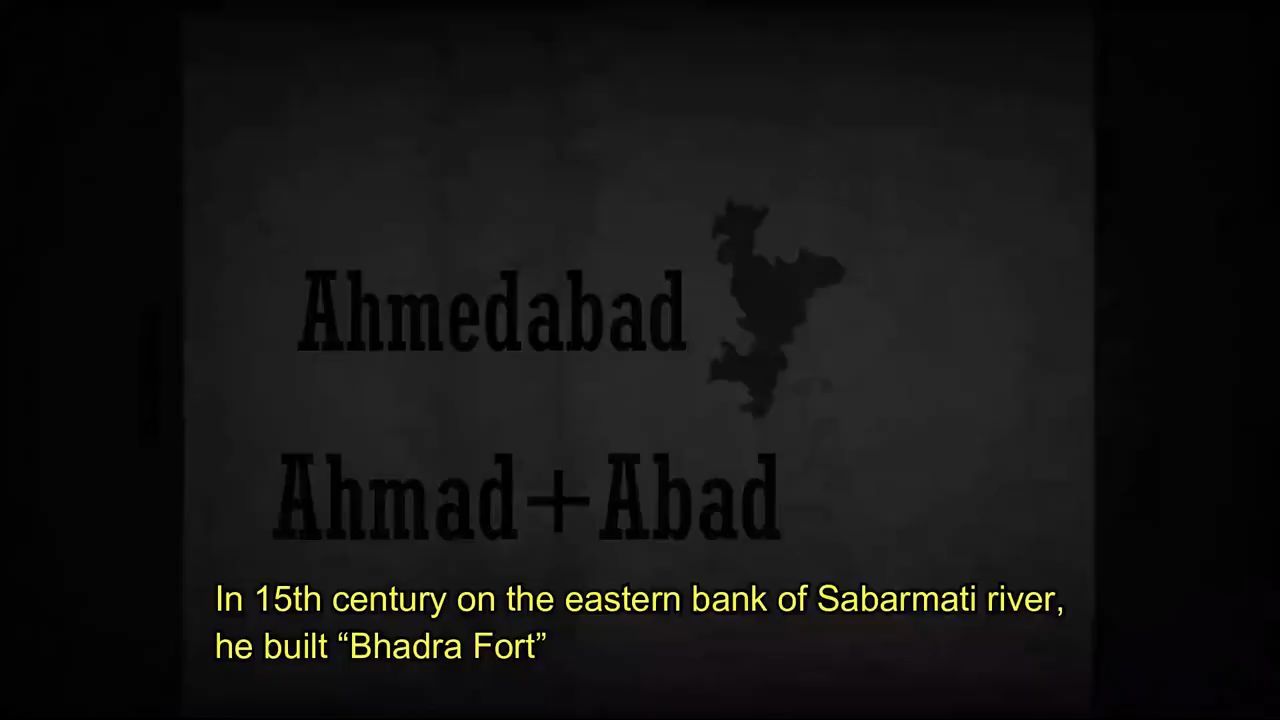 Ahmedabad
Ahmad+Abad
In 15th century on the eastern bank of Sabarmati river,
he built “Bhadra Fort”